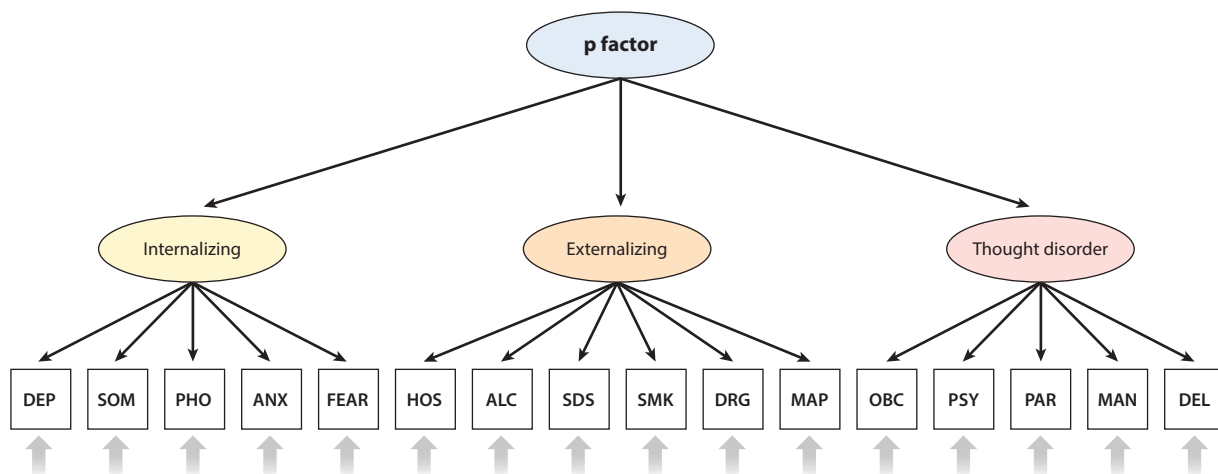 p factor
Internalizing
Externalizing
Thought disorder
DEP SOM PHO ANX FEAR HOS ALC SDS SMK DRG MAP OBC PSY PAR MAN DEL